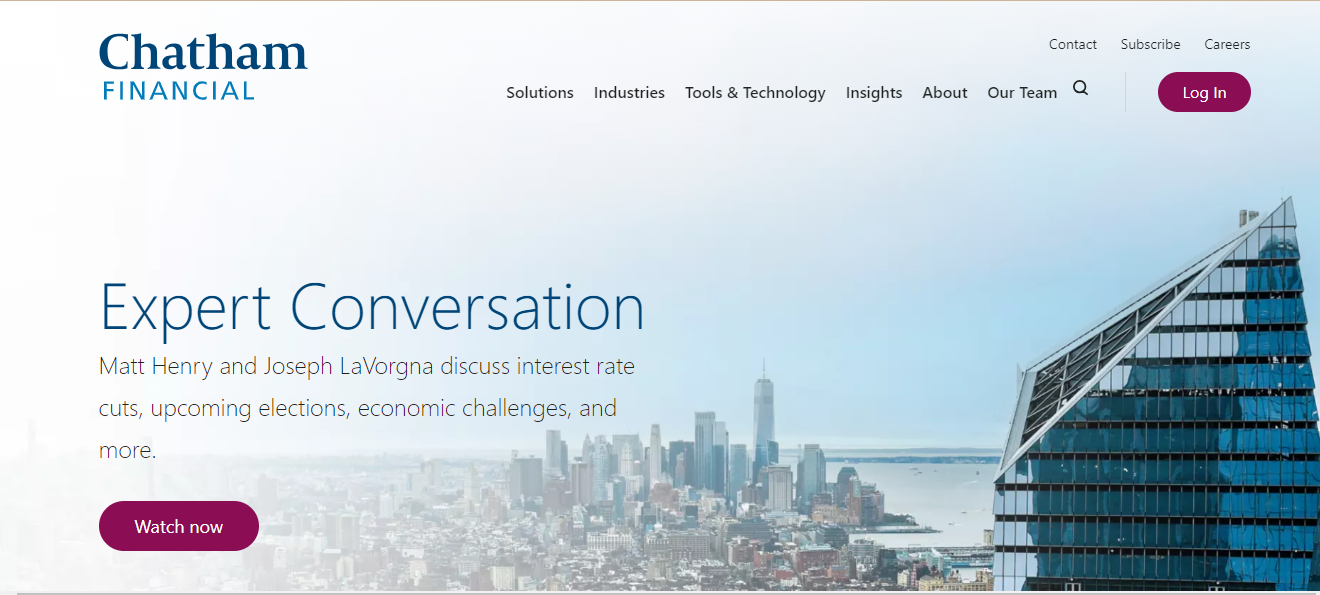 Chatham
FINANCIAL
Contact Subscribe Careers
Solutions Industries Tools & Technology Insights About Our Team
Log In
Expert Conversation
Matt Henry and Joseph LaVorgna discuss interest rate
cuts, upcoming elections, economic challenges, and
more.
Watch now